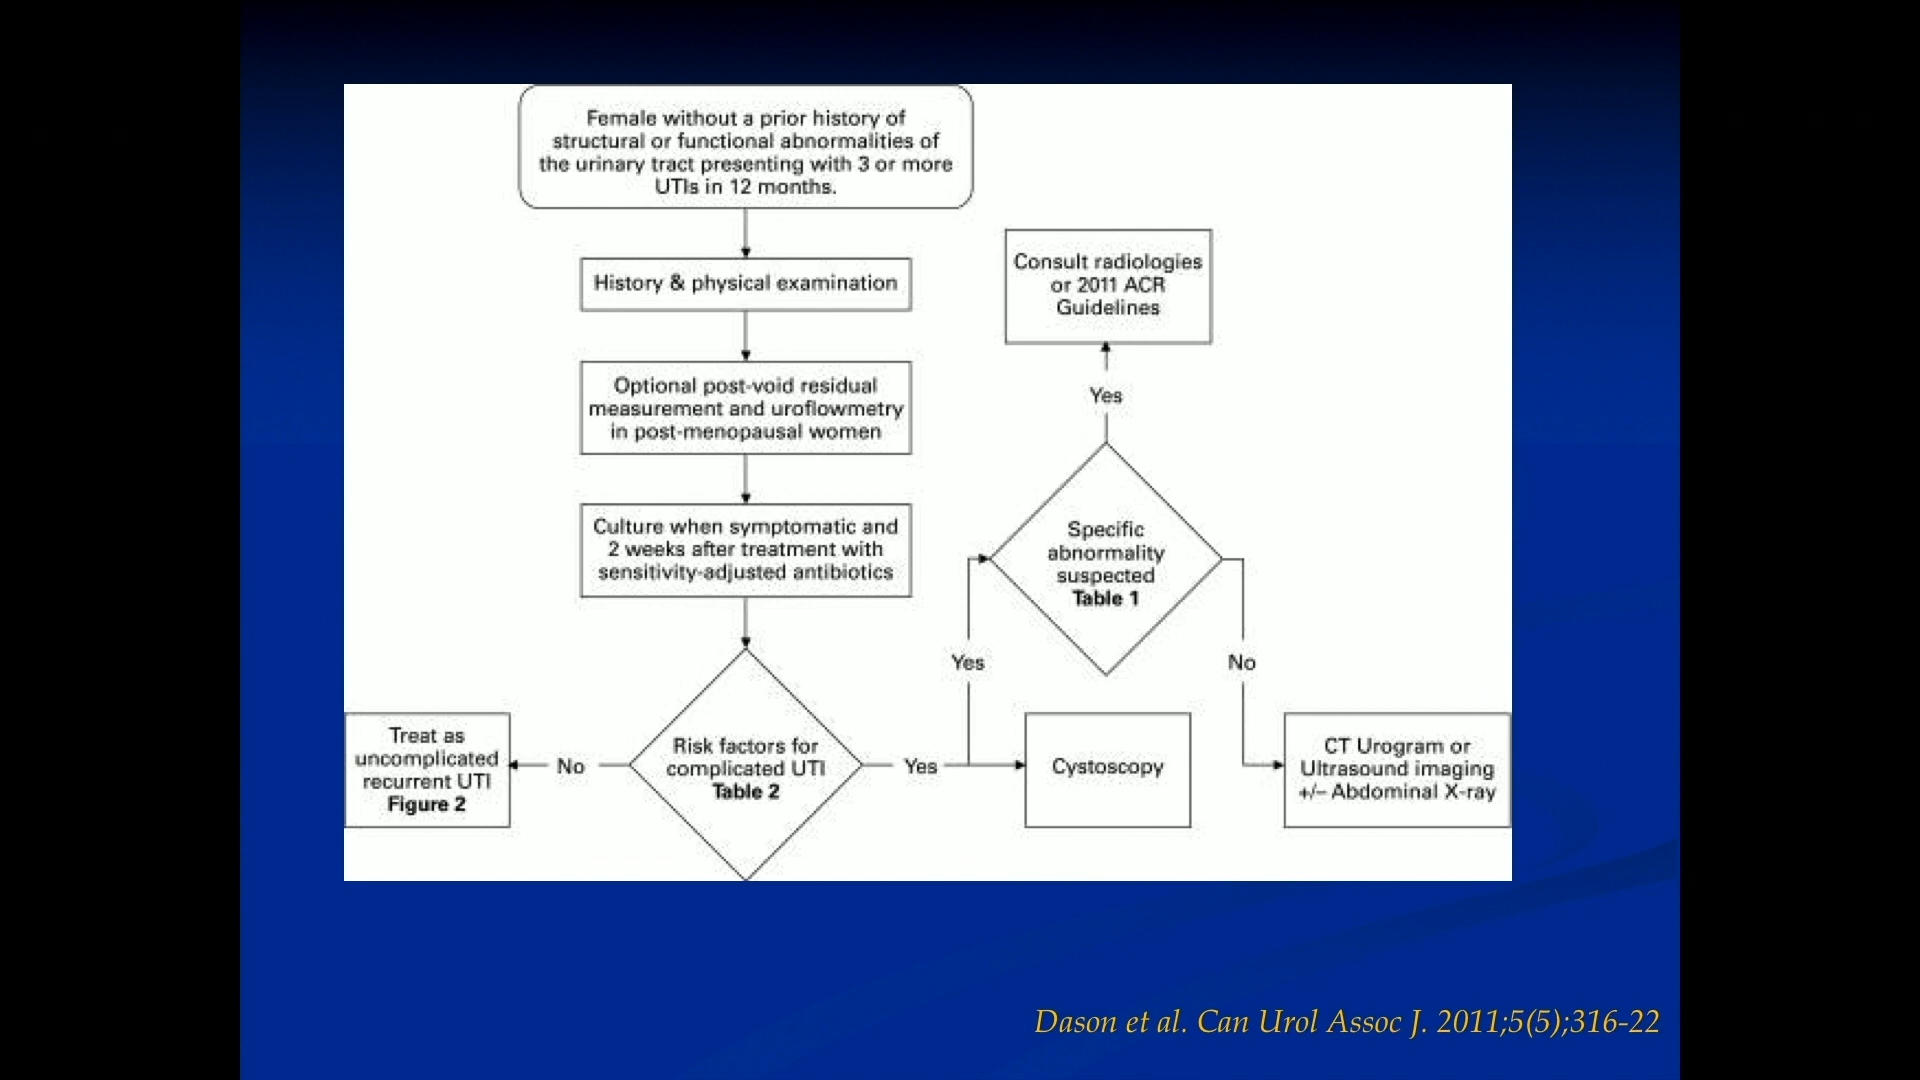 Female without a prior history of
structural or functional abnormalities of
the urinary tract presenting with 3 or more
UTIs in 12 months.
History & physical examination
Optional post-void residual
measurement and uroflowmetry
in post-menopausal women
Culture when symptomatic and
2 weeks after treatment with
sensitivity-adjusted antibiotics
Risk factors for
complicated UTI
Table 2
No
Treat as
uncomplicated
recurrent UTI
Figure 2
Yes
Cystoscopy
Yes
Specific
abnormality
suspected
Table 1
Yes
Consult radiologies
or 2011 ACR
Guidelines
No
CT Urogram or
Ultrasound imaging
+/– Abdominal X-ray
Dason et al. Can Urol Assoc J. 2011;5(5);316-22